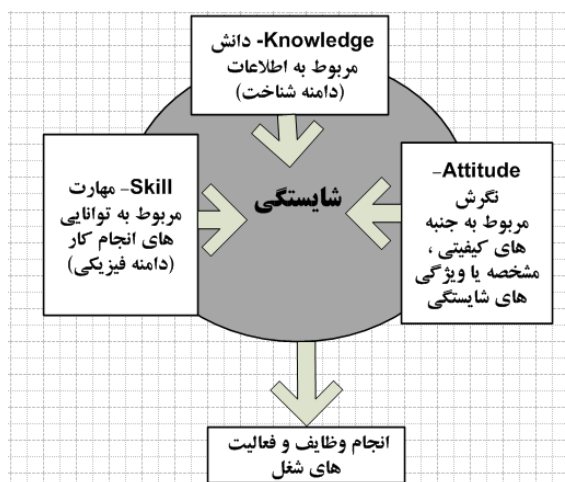 دانش -Knowledge
مربوط به اطلاعات
(دامنه شناخت)
مهارت -Skill
مربوط به توانایی
های انجام کار
(دامنه فیزیکی)
شایستگی
–Attitude
نگرش
مربوط به جنبه
های کیفیتی ،
مشخصه یا ویژگی
های شایستگی
انجام وظایف و فعالیت
های شغل